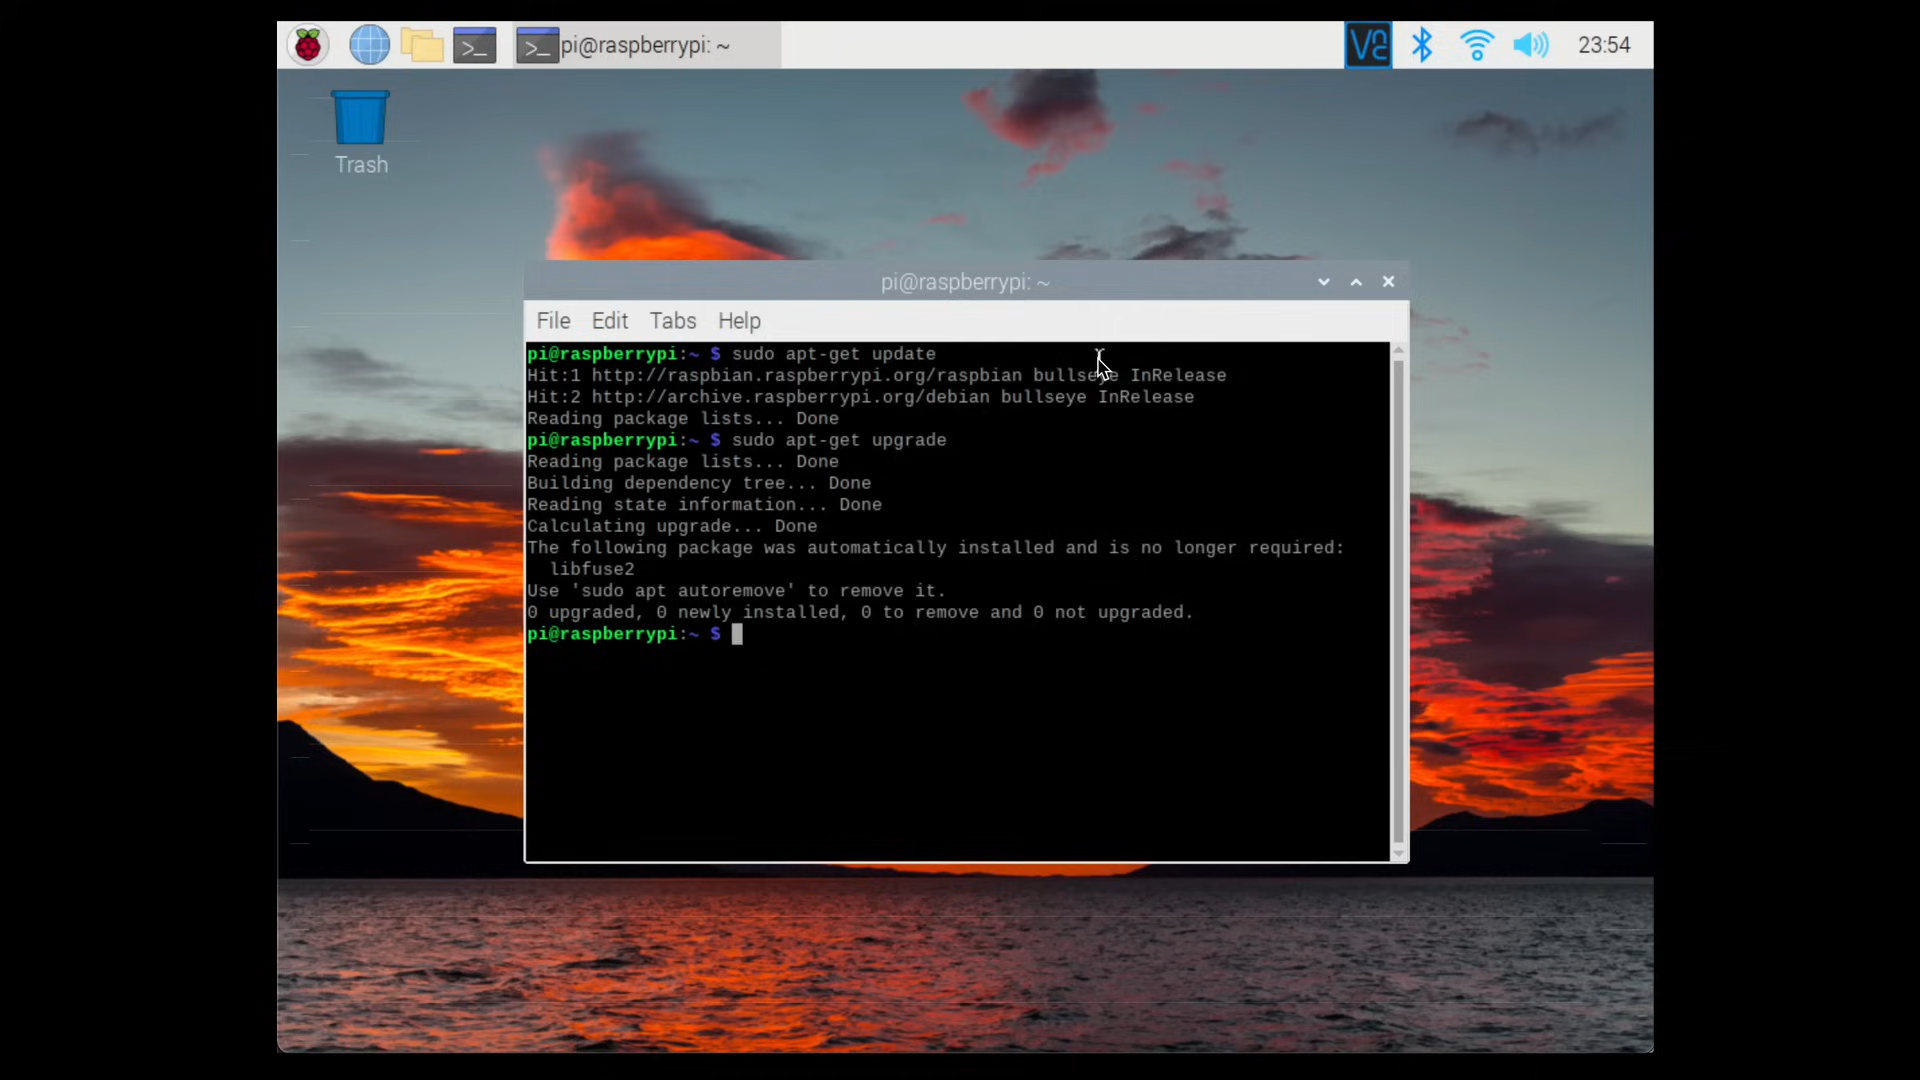 pi@raspberrypi: ~
VNC
23:54
Trash
pi@raspberrypi: ~
File Edit Tabs Help
pi@raspberrypi:~ $ sudo apt-get update
Hit:1 http://raspbian.raspberrypi.org/raspbian bullseye InRelease
Hit:2 http://archive.raspberrypi.org/debian bullseye InRelease
Reading package lists... Done
pi@raspberrypi:~ $ sudo apt-get upgrade
Reading package lists... Done
Building dependency tree... Done
Reading state information... Done
Calculating upgrade... Done
The following package was automatically installed and is no longer required:
libfuse2
Use 'sudo apt autoremove' to remove it.
0 upgraded, 0 newly installed, 0 to remove and 0 not upgraded.
pi@raspberrypi:~ $